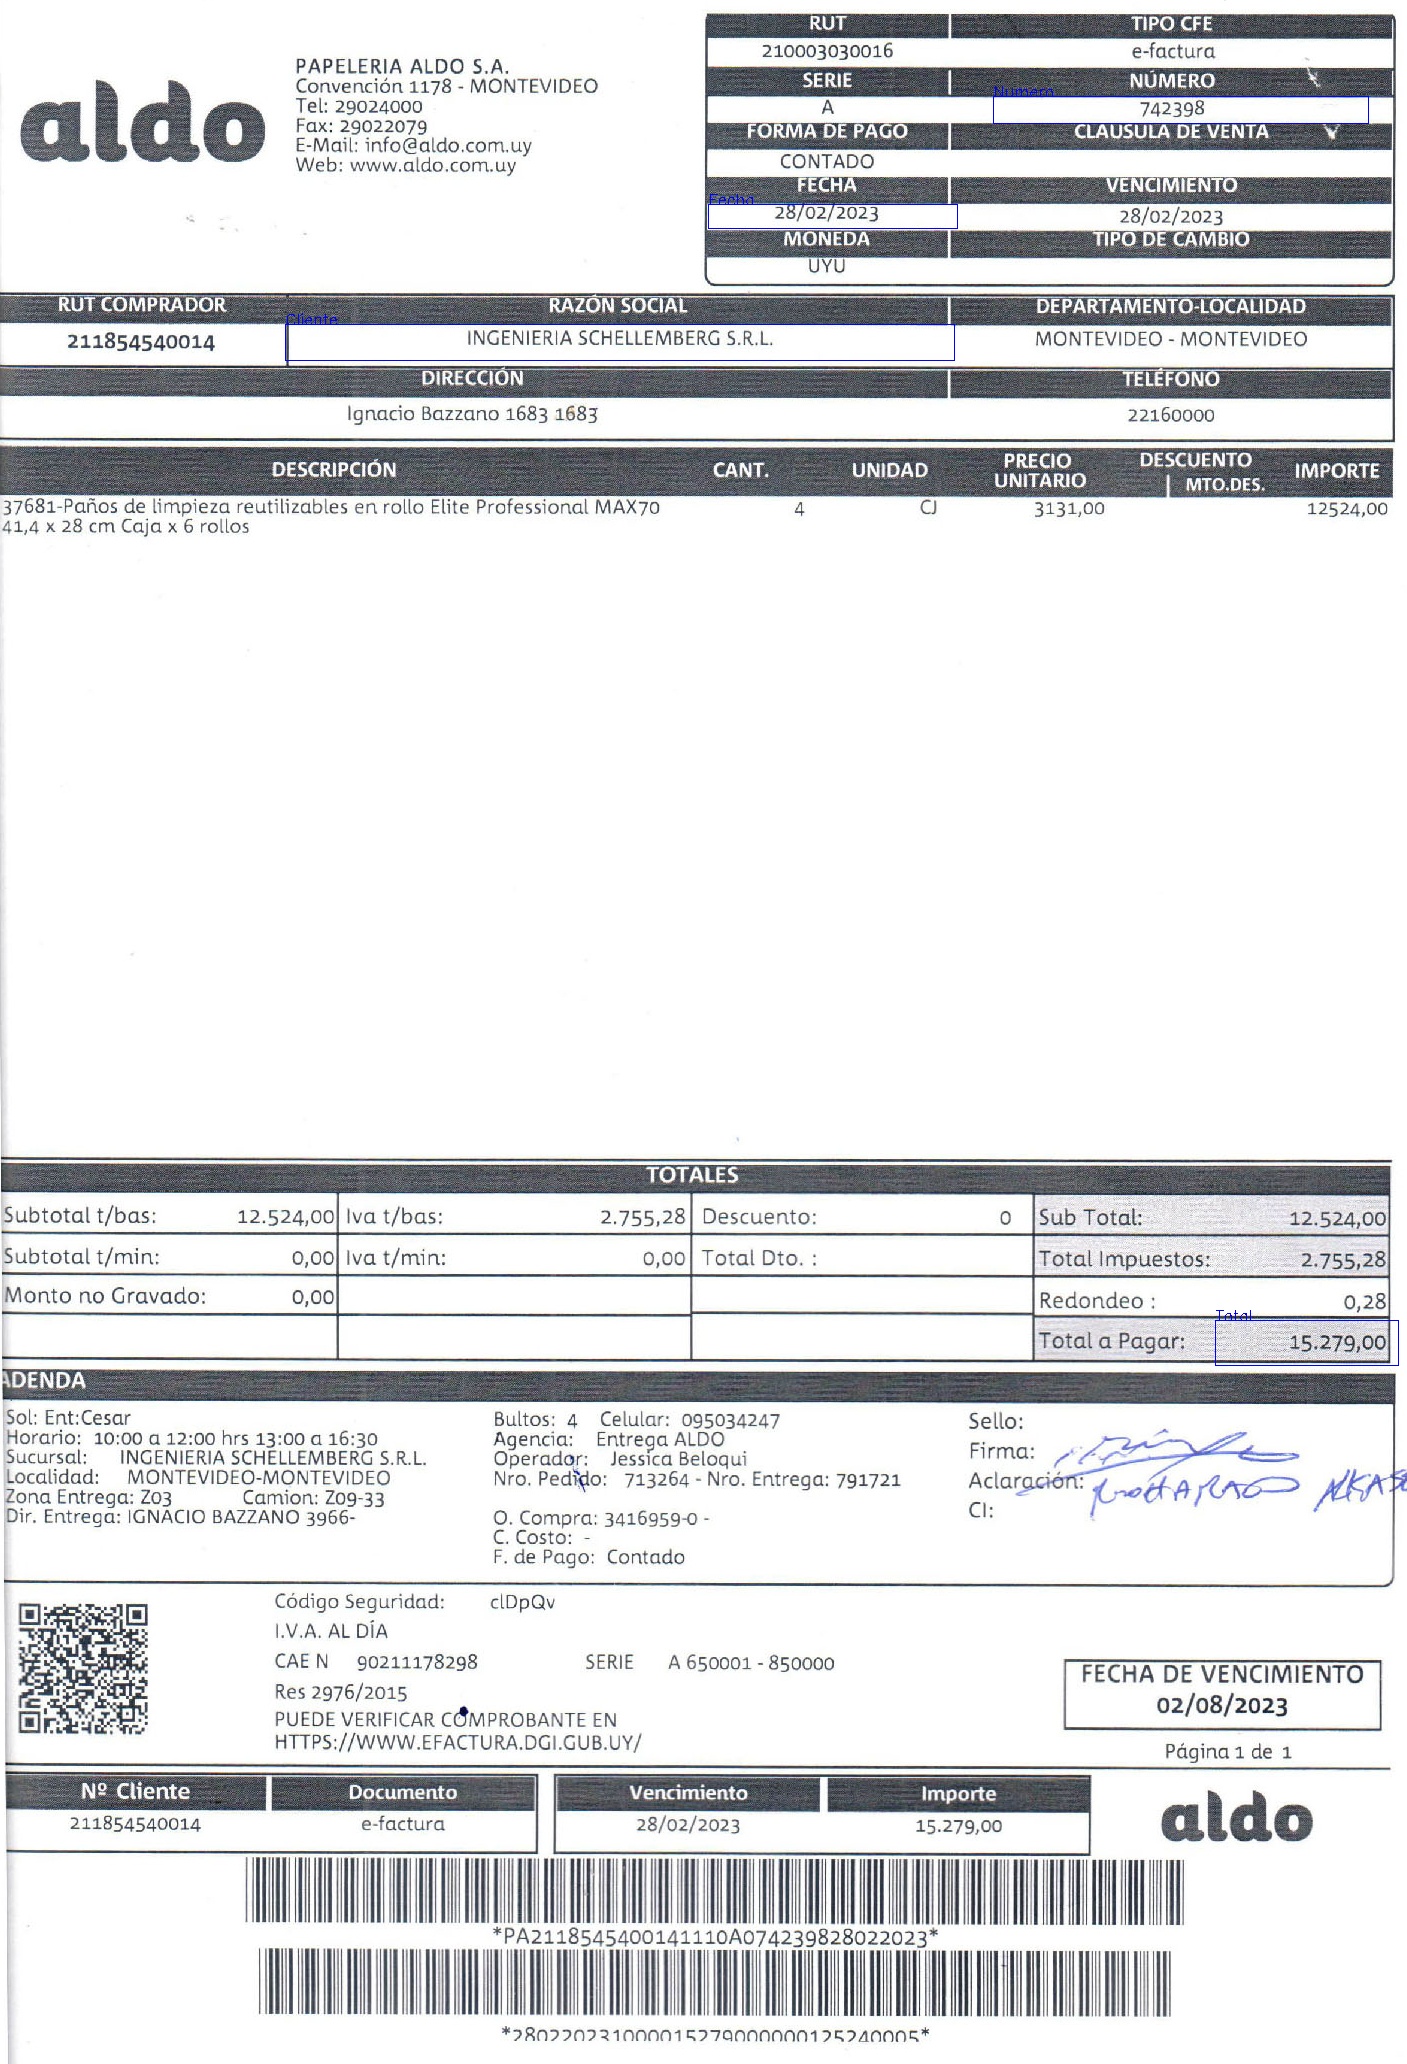 aldo
PAPELERIA ALDO S.A.
Convención 1178 - MONTEVIDEO
Tel: 29024000
Fax: 29022079
E-Mail: info@aldo.com.uy
Web: www.aldo.com.uy
RUT TIPO CFE
210003030016 e-factura
SERIE NÚMERO
Numero
A 742398
FORMA DE PAGO CLAUSULA DE VENTA
CONTADO
FECHA VENCIMIENTO
Fecha
28/02/2023 28/02/2023
MONEDA TIPO DE CAMBIO
UYU
RUT COMPRADOR RAZÓN SOCIAL DEPARTAMENTO-LOCALIDAD
Cliente
211854540014 INGENIERIA SCHELLEMBERG S.R.L. MONTEVIDEO - MONTEVIDEO
DIRECCIÓN TELÉFONO
Ignacio Bazzano 1683 1683 22160000
DESCRIPCIÓN CANT. UNIDAD PRECIO UNITARIO DESCUENTO MTO.DES. IMPORTE
37681-Paños de limpieza reutilizables en rollo Elite Professional MAX70 4 CJ 3131,00 12524,00
41,4 x 28 cm Caja x 6 rollos
TOTALES
Subtotal t/bas: 12.524,00 Iva t/bas: 2.755,28 Descuento: 0 Sub Total: 12.524,00
Subtotal t/min: 0,00 Iva t/min: 0,00 Total Dto. : Total Impuestos: 2.755,28
Monto no Gravado: 0,00 Redondeo : 0,28
Total
Total a Pagar: 15.279,00
ADENDA
Sol: Ent:Cesar
Horario: 10:00 a 12:00 hrs 13:00 a 16:30
Sucursal: INGENIERIA SCHELLEMBERG S.R.L.
Localidad: MONTEVIDEO-MONTEVIDEO
Zona Entrega: Z03 Camion: Z09-33
Dir. Entrega: IGNACIO BAZZANO 3966-
Bultos: 4 Celular: 095034247
Agencia: Entrega ALDO
Operador: Jessica Beloqui
Nro. Pedido: 713264 - Nro. Entrega: 791721
O. Compra: 3416959-0 -
C. Costo: -
F. de Pago: Contado
Sello:
Firma:
Aclaración:
CI:
Código Seguridad: clDpQv
I.V.A. AL DÍA
CAE N 90211178298 SERIE A 650001 - 850000
Res 2976/2015
PUEDE VERIFICAR COMPROBANTE EN
HTTPS://WWW.EFACTURA.DGI.GUB.UY/
FECHA DE VENCIMIENTO
02/08/2023
Página 1 de 1
Nº Cliente Documento Vencimiento Importe
211854540014 e-factura 28/02/2023 15.279,00
aldo
*PA2118545400141110A074239828022023*
*2802202310000152790000000125240005*